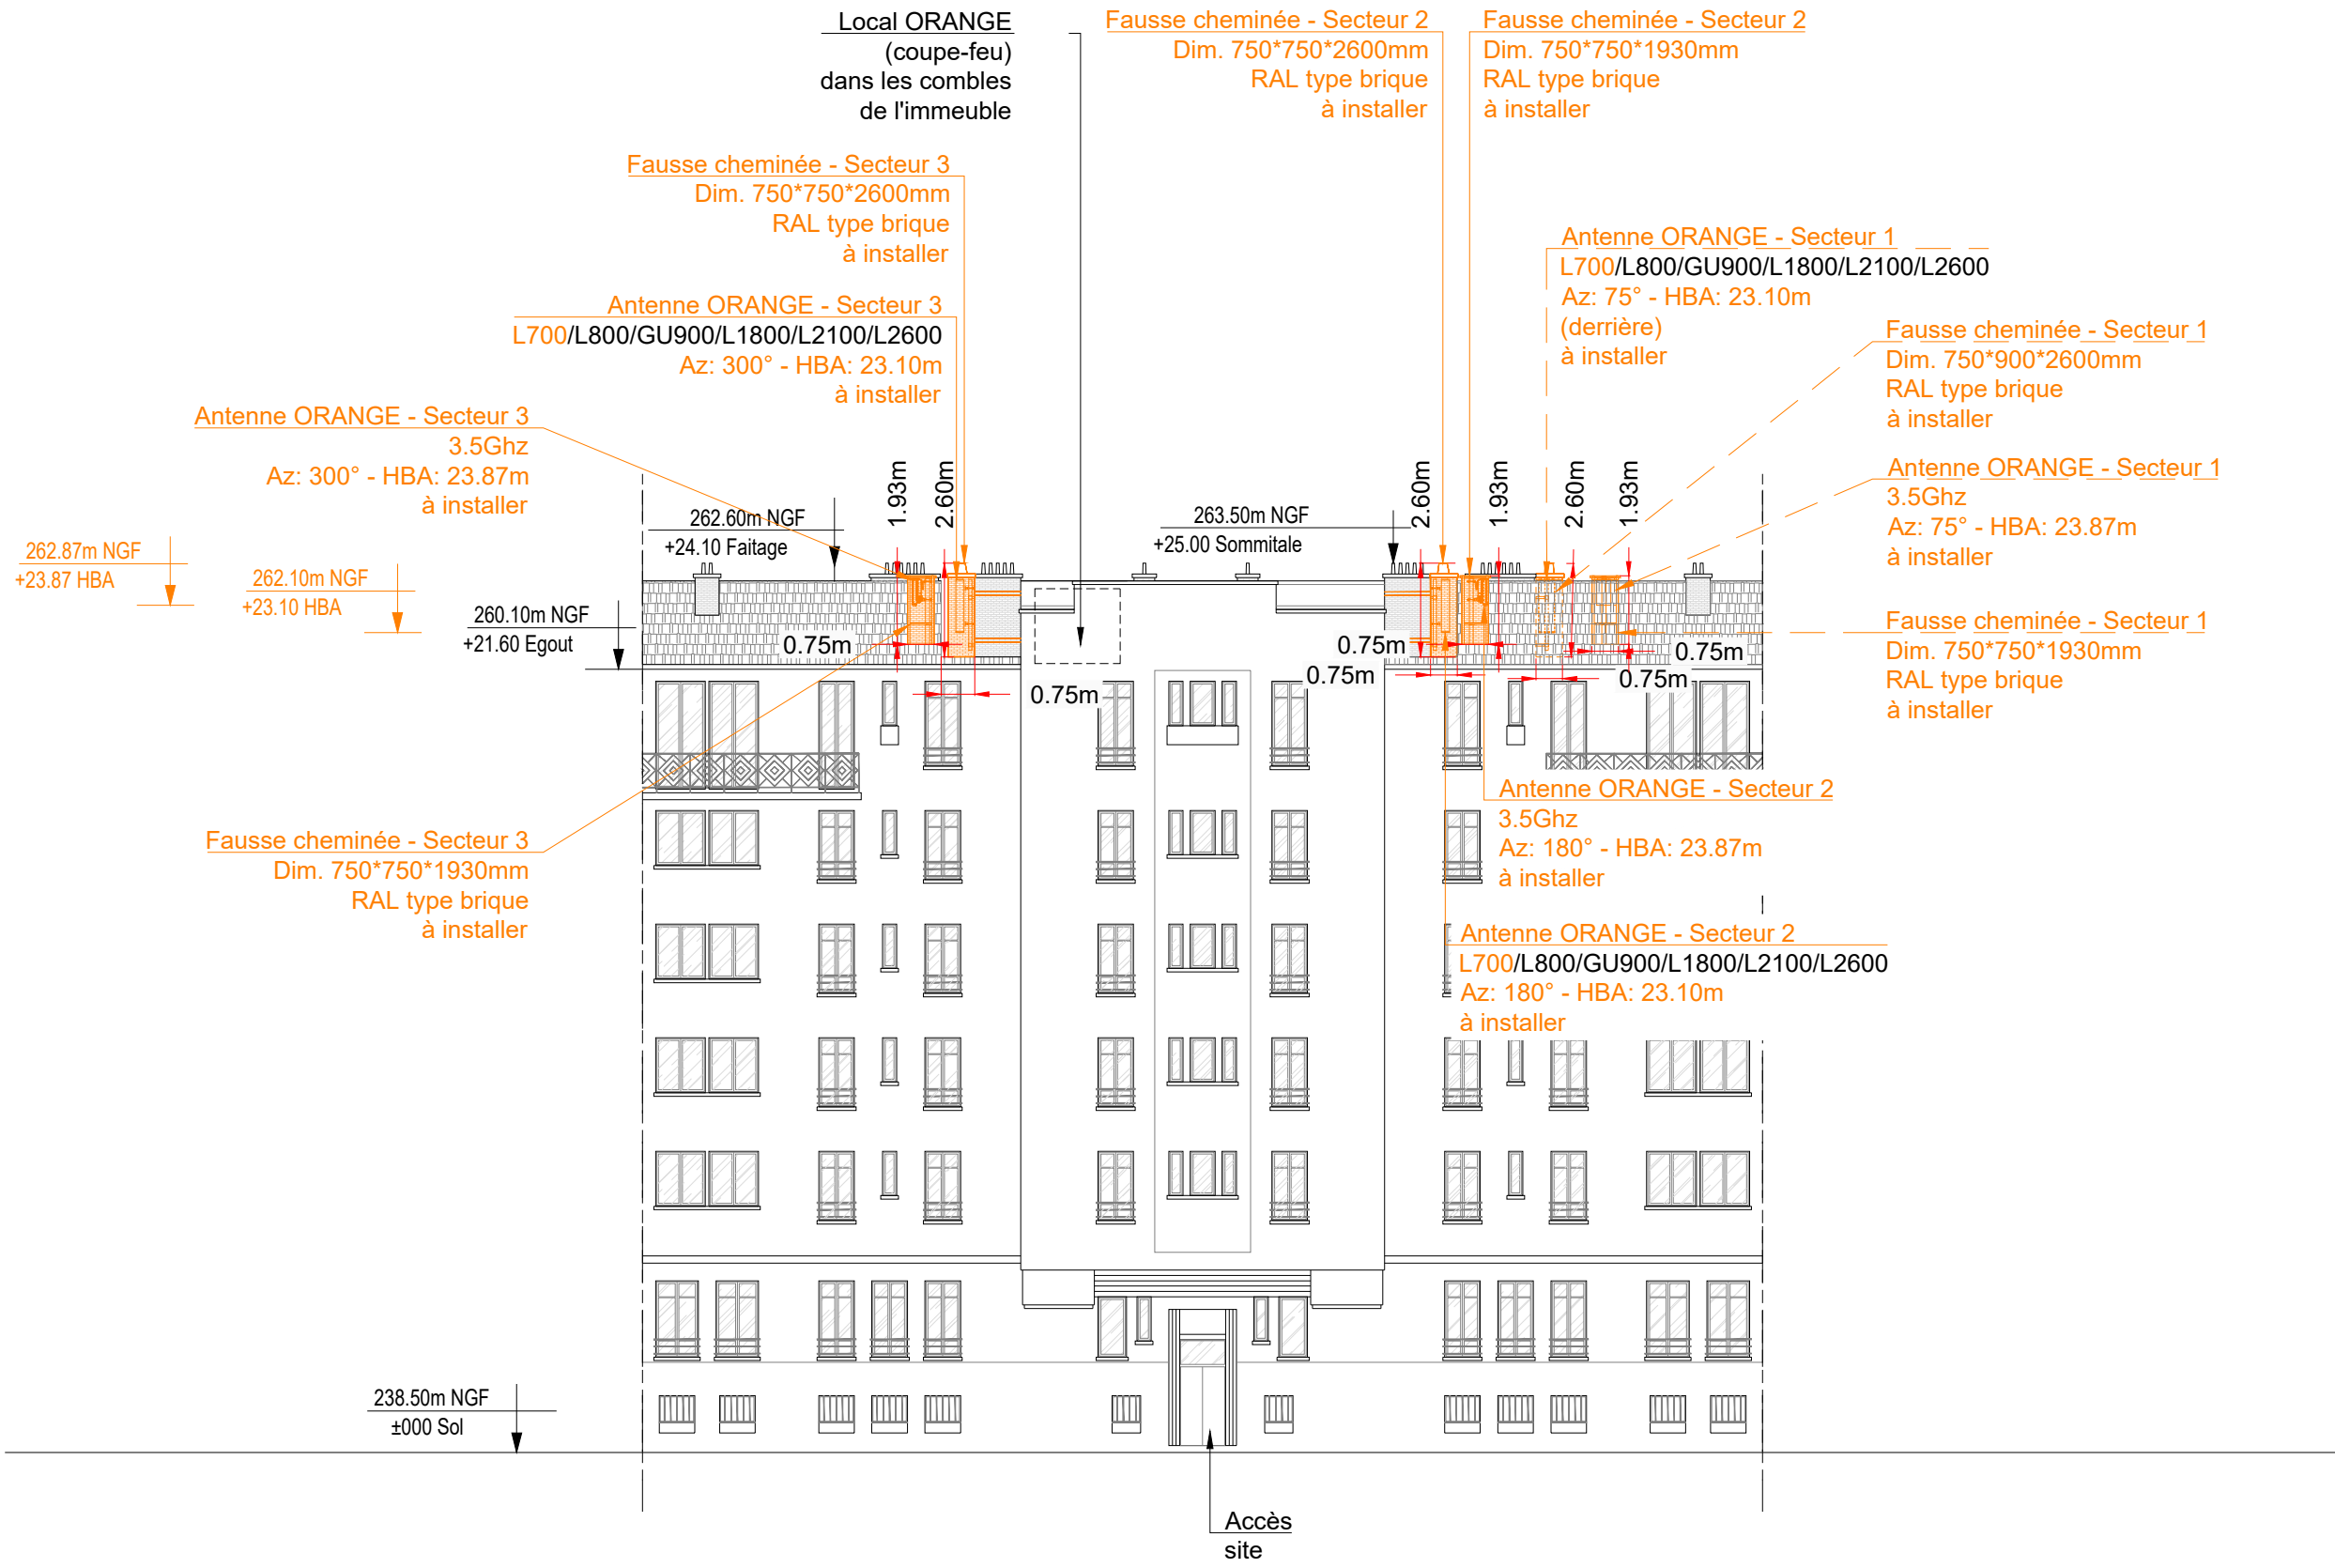 Local ORANGE
(coupe-feu)
dans les combles
de l'immeuble
Fausse cheminée - Secteur 2
Dim. 750*750*2600mm
RAL type brique
à installer
Fausse cheminée - Secteur 2
Dim. 750*750*1930mm
RAL type brique
à installer
Fausse cheminée - Secteur 3
Dim. 750*750*2600mm
RAL type brique
à installer
Antenne ORANGE - Secteur 1
L700/L800/GU900/L1800/L2100/L2600
Az: 75° - HBA: 23.10m
(derrière)
à installer
Antenne ORANGE - Secteur 3
L700/L800/GU900/L1800/L2100/L2600
Az: 300° - HBA: 23.10m
à installer
Fausse cheminée - Secteur 1
Dim. 750*900*2600mm
RAL type brique
à installer
Antenne ORANGE - Secteur 3
3.5Ghz
Az: 300° - HBA: 23.87m
à installer
Antenne ORANGE - Secteur 1
3.5Ghz
Az: 75° - HBA: 23.87m
à installer
1.93m
2.60m
2.60m
1.93m
2.60m
1.93m
262.60m NGF
+24.10 Faitage
263.50m NGF
+25.00 Sommitale
262.87m NGF
+23.87 HBA
262.10m NGF
+23.10 HBA
260.10m NGF
+21.60 Egout
0.75m
0.75m
0.75m
0.75m
0.75m
0.75m
Fausse cheminée - Secteur 1
Dim. 750*750*1930mm
RAL type brique
à installer
Antenne ORANGE - Secteur 2
3.5Ghz
Az: 180° - HBA: 23.87m
à installer
Fausse cheminée - Secteur 3
Dim. 750*750*1930mm
RAL type brique
à installer
Antenne ORANGE - Secteur 2
L700/L800/GU900/L1800/L2100/L2600
Az: 180° - HBA: 23.10m
à installer
238.50m NGF
±000 Sol
Accès
site